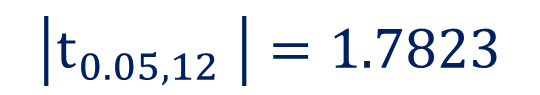 |t₀.₀₅,₁₂ | = 1.7823